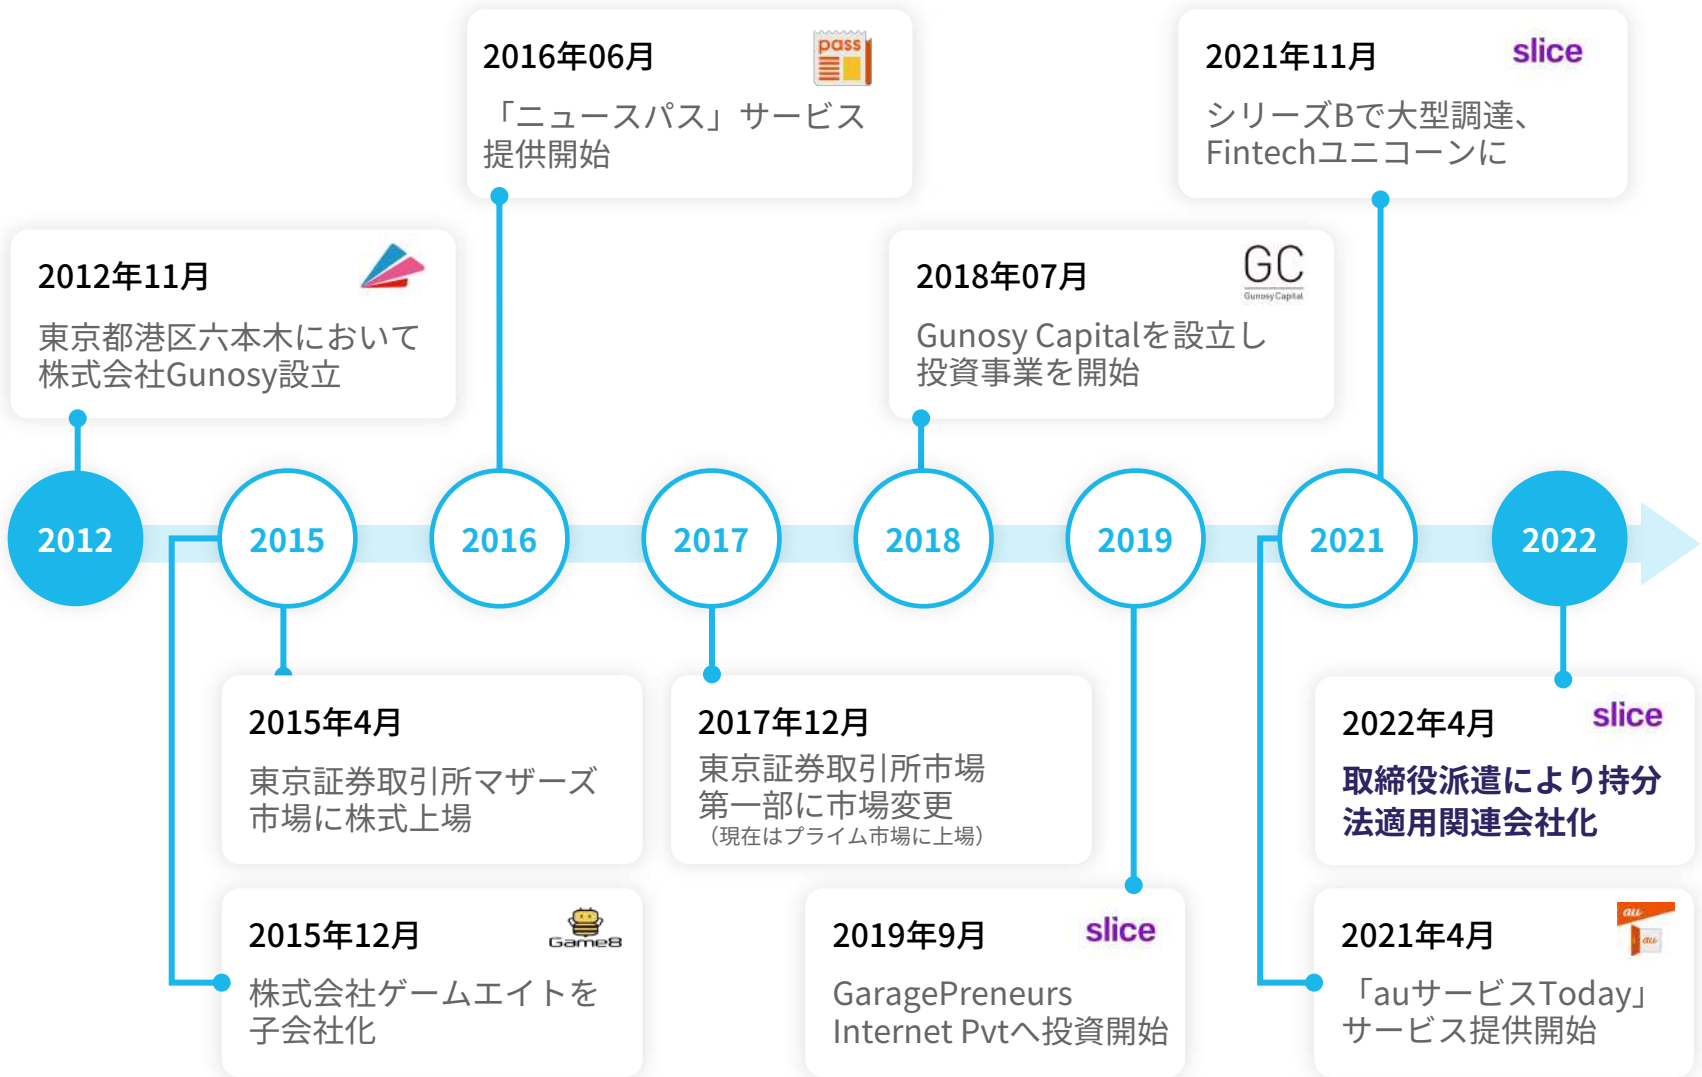 2016年06月
pass
「ニュースパス」サービス
提供開始
2021年11月
slice
シリーズBで大型調達、
Fintechユニコーンに
2012年11月
東京都港区六本木において
株式会社Gunosy設立
2018年07月
GC
Gunosy Capital
Gunosy Capitalを設立し
投資事業を開始
2012
2015
2016
2017
2018
2019
2021
2022
2015年4月
東京証券取引所マザーズ
市場に株式上場
2017年12月
東京証券取引所市場
第一部に市場変更
（現在はプライム市場に上場）
2022年4月
slice
取締役派遣により持分
法適用関連会社化
2015年12月
Game8
株式会社ゲームエイトを
子会社化
2019年9月
slice
GaragePreneurs
Internet Pvtへ投資開始
2021年4月
au
au
「auサービスToday」
サービス提供開始